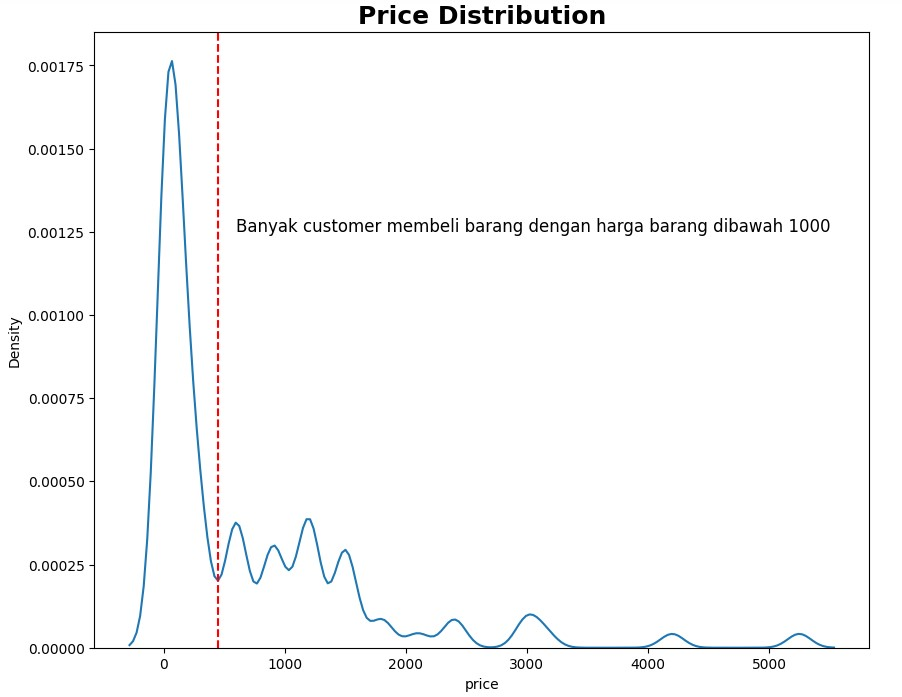 Price Distribution
0.00175
0.00150
Banyak customer membeli barang dengan harga barang dibawah 1000
0.00125
0.00100
Density
0.00075
0.00050
0.00025
0.00000
0 1000 2000 3000 4000 5000
price